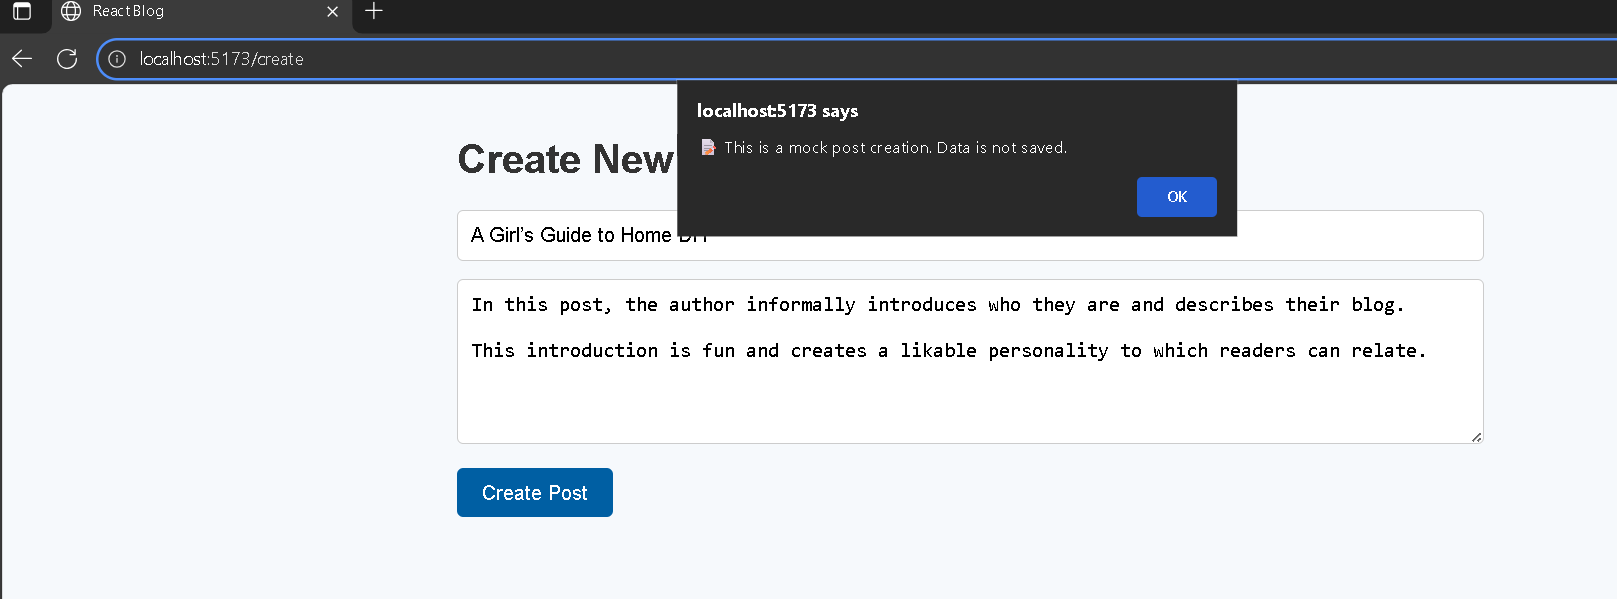 React Blog
localhost:5173/create
localhost:5173 says
📝 This is a mock post creation. Data is not saved.
OK
Create New
A Girl’s Guide to Home
In this post, the author informally introduces who they are and describes their blog.
This introduction is fun and creates a likable personality to which readers can relate.
Create Post